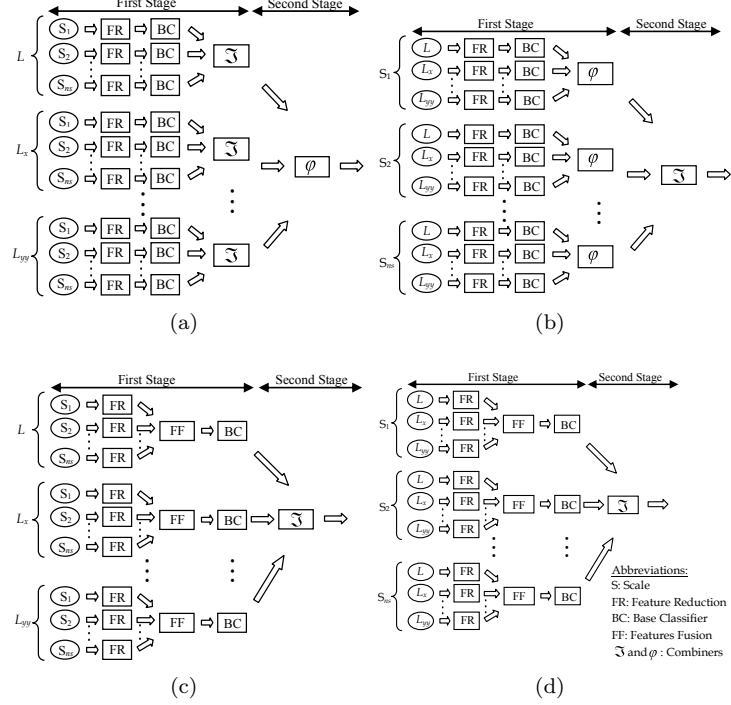 First Stage Second Stage
L
S1 FR BC
S2 FR BC ℑ
Sns FR BC
Lx
S1 FR BC
S2 FR BC ℑ φ
Sns FR BC
Lyy
S1 FR BC
S2 FR BC ℑ
Sns FR BC
(a)
First Stage Second Stage
S1
L FR BC
Lx FR BC φ
Lyy FR BC
S2
L FR BC
Lx FR BC φ ℑ
Lyy FR BC
Sns
L FR BC
Lx FR BC φ
Lyy FR BC
(b)
First Stage Second Stage
L
S1 FR
S2 FR FF BC
Sns FR
Lx
S1 FR
S2 FR FF BC ℑ
Sns FR
Lyy
S1 FR
S2 FR FF BC
Sns FR
(c)
First Stage Second Stage
S1
L FR
Lx FR FF BC
Lyy FR
S2
L FR
Lx FR FF BC ℑ
Lyy FR
Sns
L FR
Lx FR FF BC
Lyy FR
Abbreviations:
S: Scale
FR: Feature Reduction
BC: Base Classifier
FF: Features Fusion
ℑ and φ : Combiners
(d)